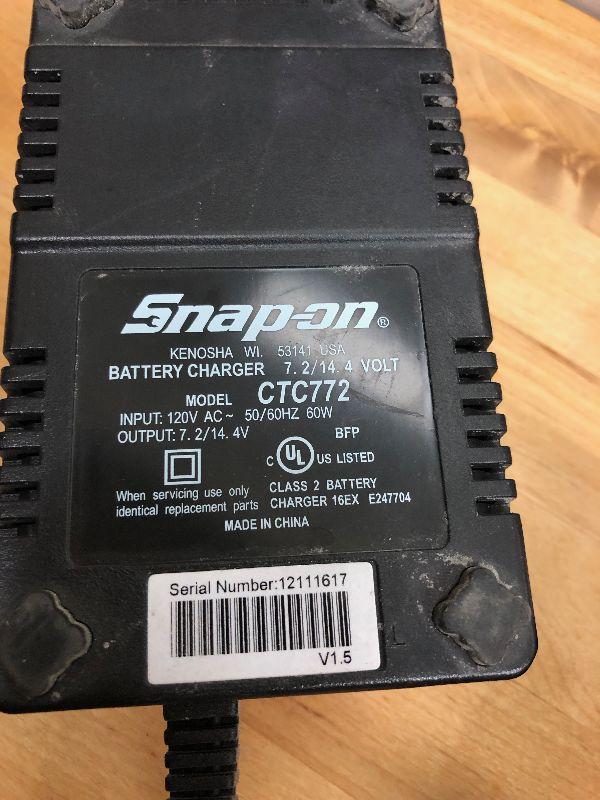 Snap-on®
KENOSHA WI. 53141 USA
BATTERY CHARGER 7.2/14.4 VOLT
MODEL CTC772
INPUT: 120V AC~ 50/60HZ 60W
OUTPUT: 7.2/14.4V BFP
C UL US LISTED
When servicing use only
identical replacement parts
CLASS 2 BATTERY
CHARGER 16EX E247704
MADE IN CHINA
Serial Number:12111617
V1.5
L